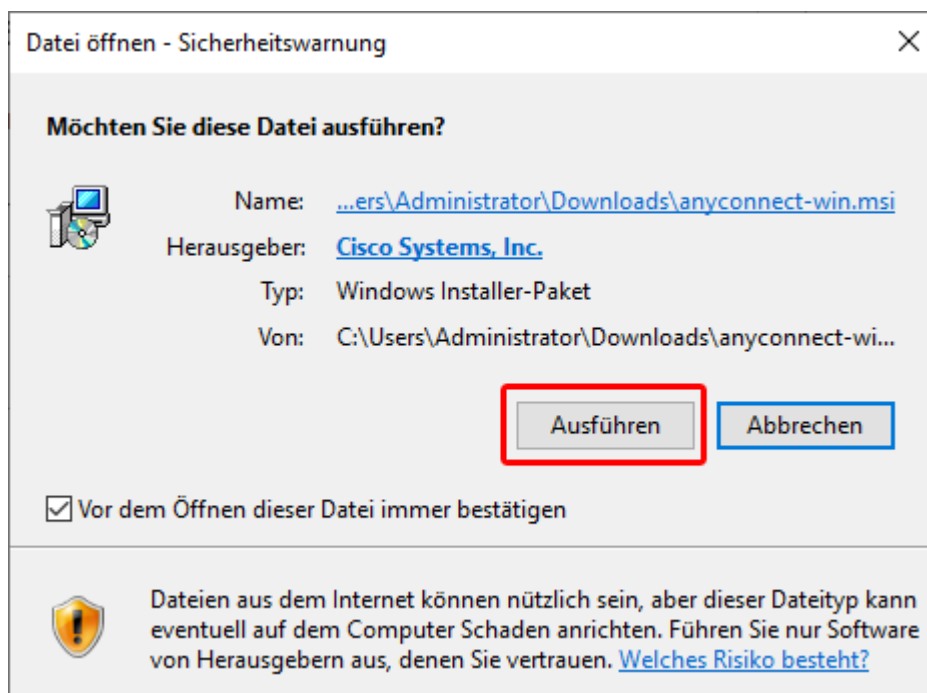 Datei öffnen - Sicherheitswarnung
Möchten Sie diese Datei ausführen?
Name: ...ers\Administrator\Downloads\anyconnect-win.msi
Herausgeber: Cisco Systems, Inc.
Typ: Windows Installer-Paket
Von: C:\Users\Administrator\Downloads\anyconnect-wi...
Ausführen Abbrechen
Vor dem Öffnen dieser Datei immer bestätigen
Dateien aus dem Internet können nützlich sein, aber dieser Dateityp kann
eventuell auf dem Computer Schaden anrichten. Führen Sie nur Software
von Herausgebern aus, denen Sie vertrauen. Welches Risiko besteht?